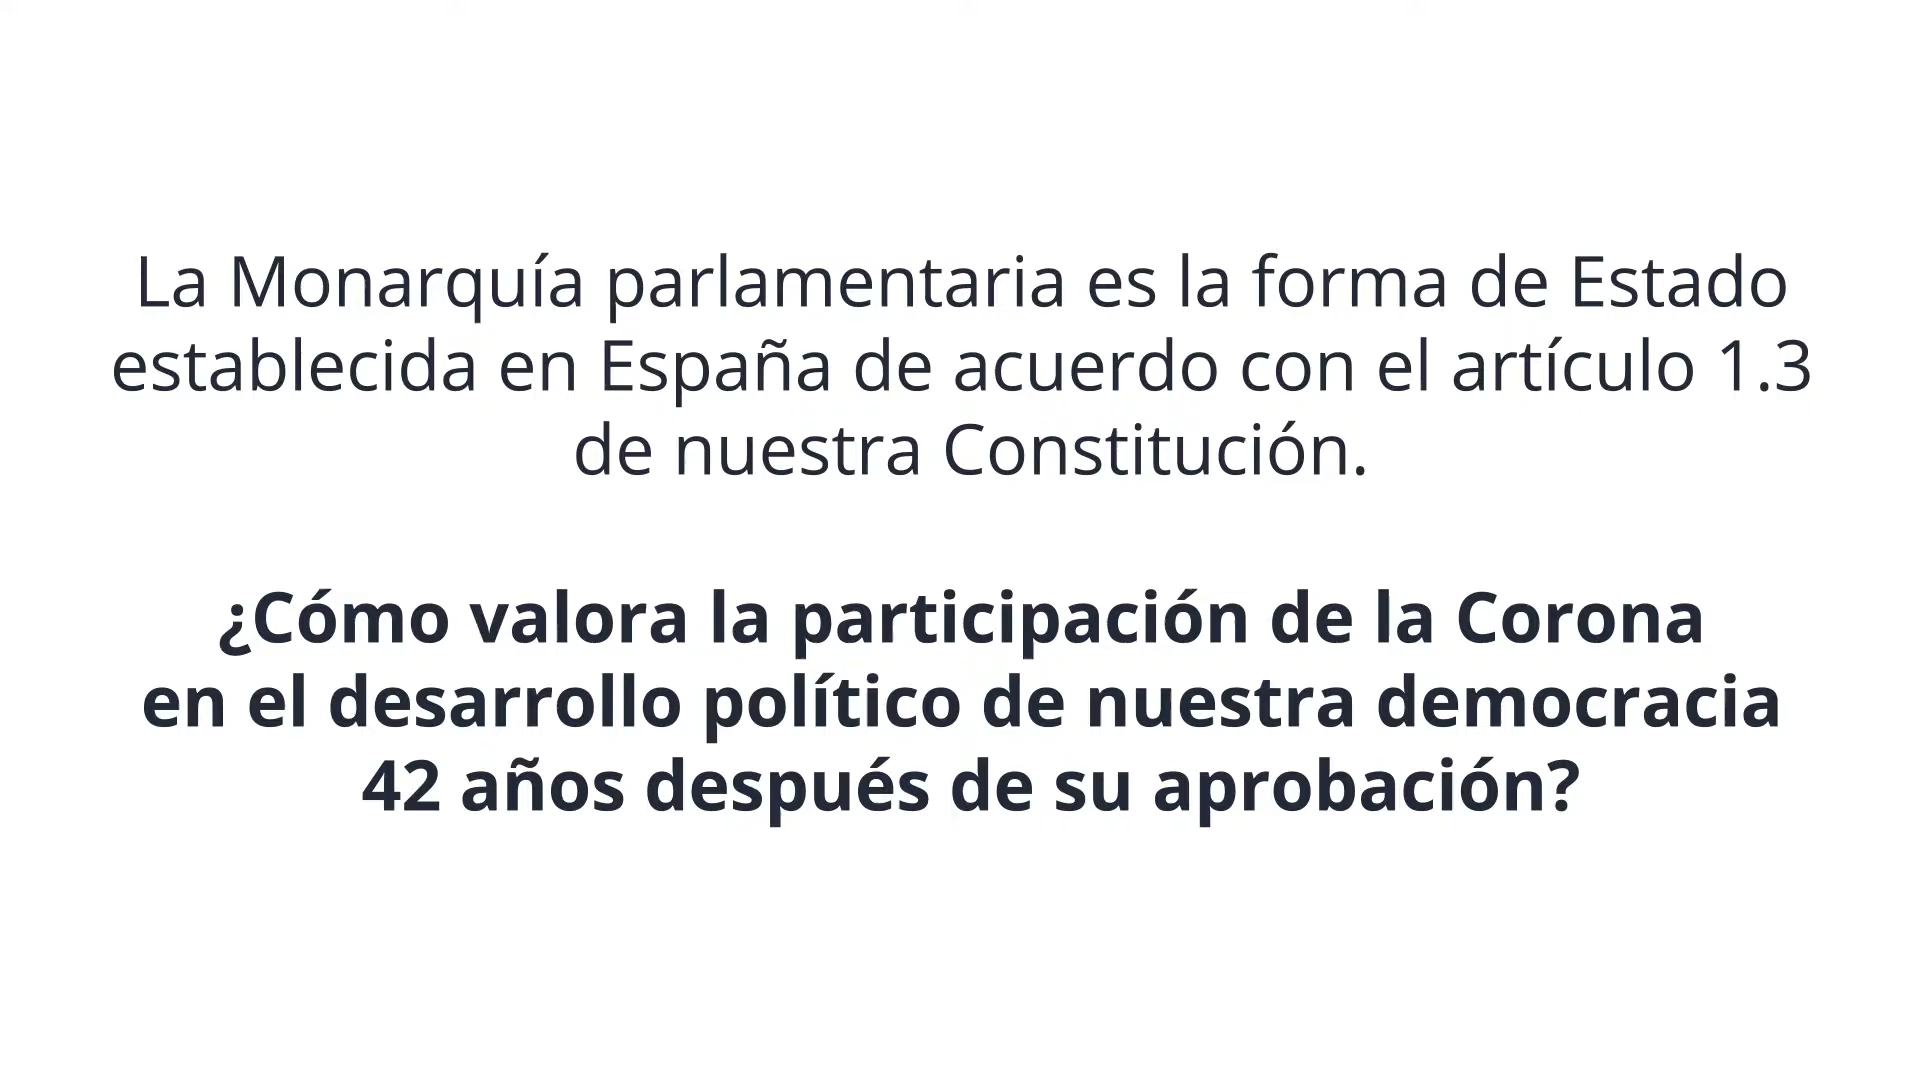 La Monarquía parlamentaria es la forma de Estado
establecida en España de acuerdo con el artículo 1.3
de nuestra Constitución.
¿Cómo valora la participación de la Corona
en el desarrollo político de nuestra democracia
42 años después de su aprobación?